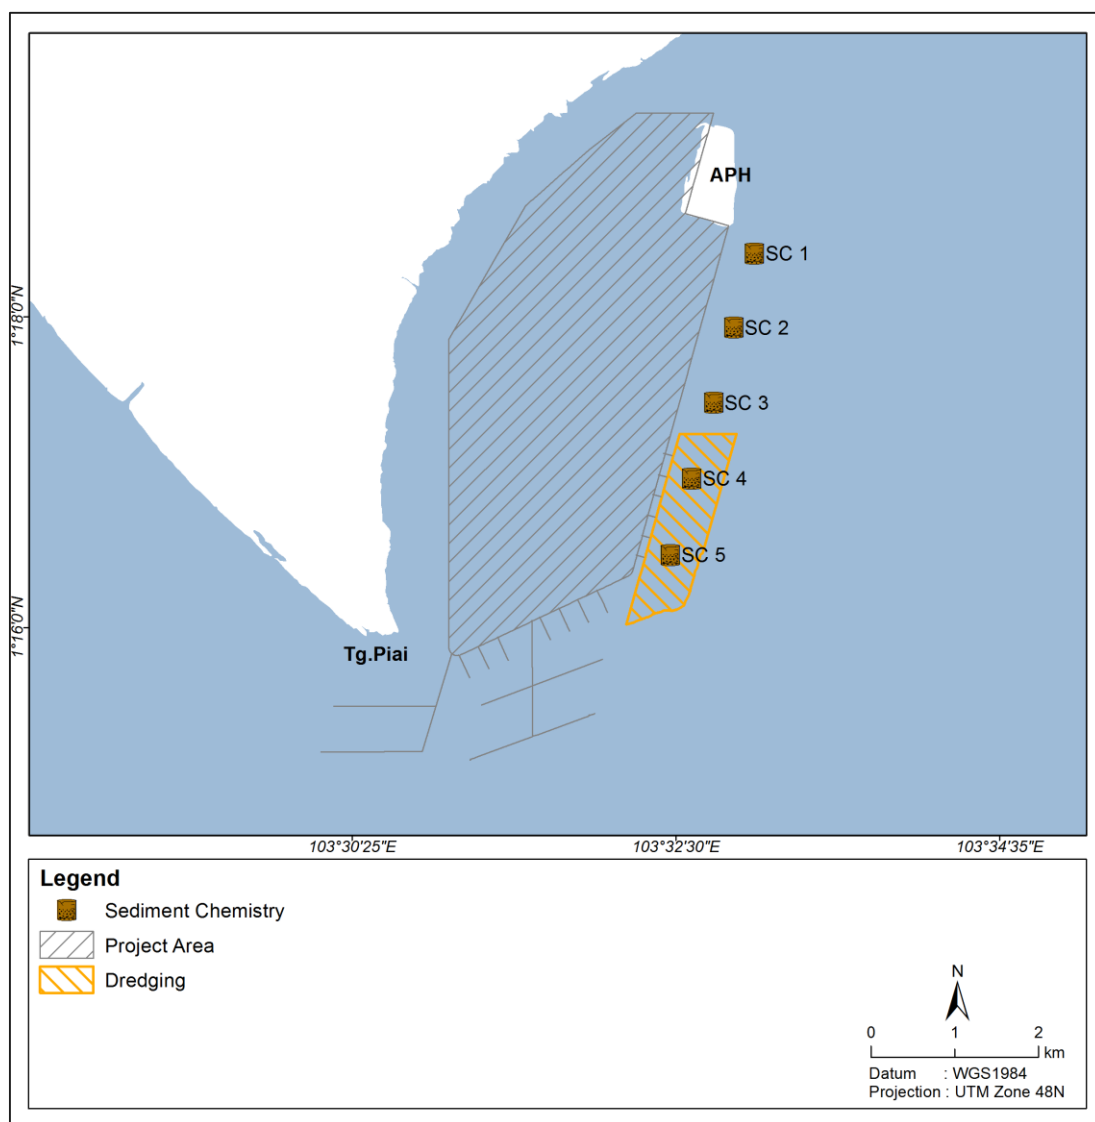 APH
SC 1
SC 2
SC 3
SC 4
SC 5
Tg.Piai
1°18'0"N
1°16'0"N
103°30'25"E
103°32'30"E
103°34'35"E
Legend
Sediment Chemistry
Project Area
Dredging
N
0 1 2
km
Datum : WGS1984
Projection : UTM Zone 48N